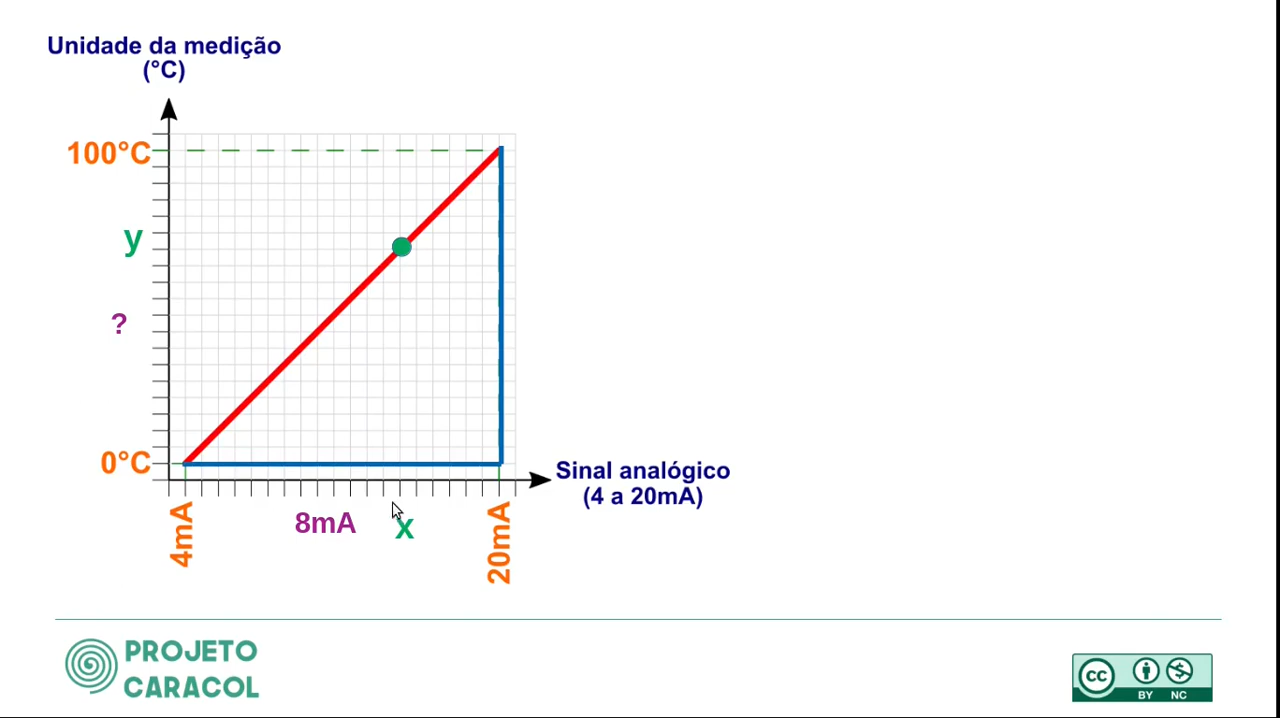 Unidade da medição
(°C)
100°C
y
?
0°C
Sinal analógico
(4 a 20mA)
4mA
8mA
x
20mA
PROJETO
CARACOL
CC
BY NC